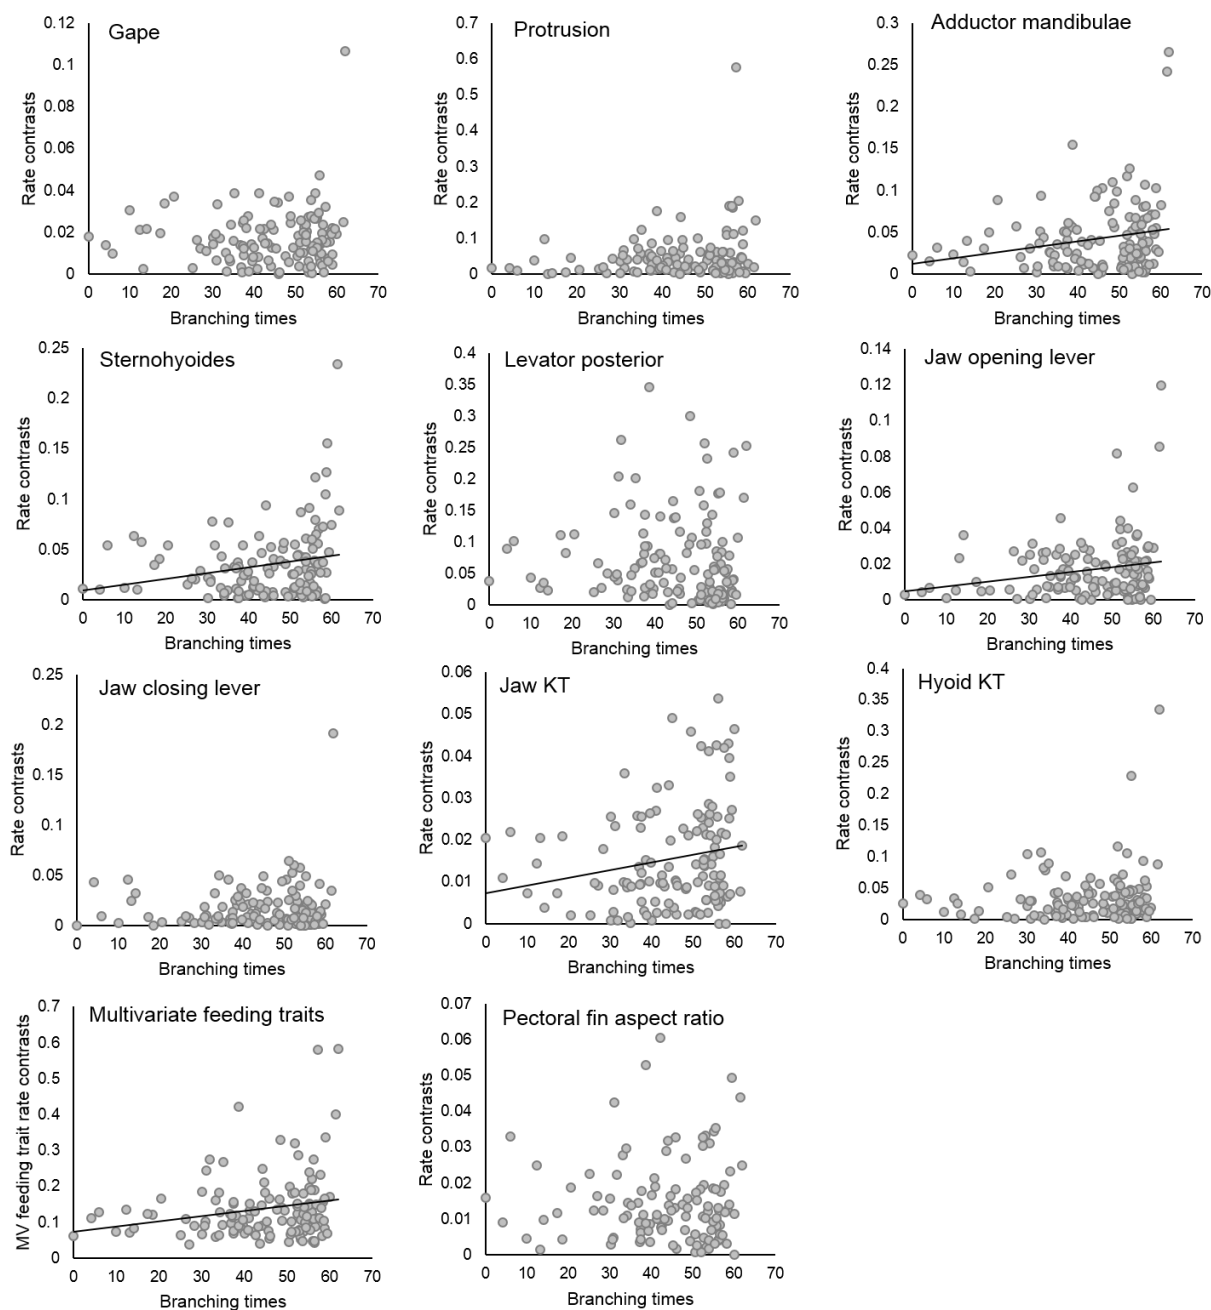 Gape
Rate contrasts
0.12
0.1
0.08
0.06
0.04
0.02
0
0 10 20 30 40 50 60 70
Branching times
Protrusion
Rate contrasts
0.7
0.6
0.5
0.4
0.3
0.2
0.1
0
0 10 20 30 40 50 60 70
Branching times
Adductor mandibulae
Rate contrasts
0.3
0.25
0.2
0.15
0.1
0.05
0
0 10 20 30 40 50 60 70
Branching times
Sternohyoides
Rate contrasts
0.25
0.2
0.15
0.1
0.05
0
0 10 20 30 40 50 60 70
Branching times
Levator posterior
Rate contrasts
0.4
0.35
0.3
0.25
0.2
0.15
0.1
0.05
0
0 10 20 30 40 50 60 70
Branching times
Jaw opening lever
Rate contrasts
0.14
0.12
0.1
0.08
0.06
0.04
0.02
0
0 10 20 30 40 50 60 70
Branching times
Jaw closing lever
Rate contrasts
0.25
0.2
0.15
0.1
0.05
0
0 10 20 30 40 50 60 70
Branching times
Jaw KT
Rate contrasts
0.06
0.05
0.04
0.03
0.02
0.01
0
0 10 20 30 40 50 60 70
Branching times
Hyoid KT
Rate contrasts
0.4
0.35
0.3
0.25
0.2
0.15
0.1
0.05
0
0 10 20 30 40 50 60 70
Branching times
Multivariate feeding traits
MV feeding trait rate contrasts
0.7
0.6
0.5
0.4
0.3
0.2
0.1
0
0 10 20 30 40 50 60 70
Branching times
Pectoral fin aspect ratio
Rate contrasts
0.07
0.06
0.05
0.04
0.03
0.02
0.01
0
0 10 20 30 40 50 60 70
Branching times